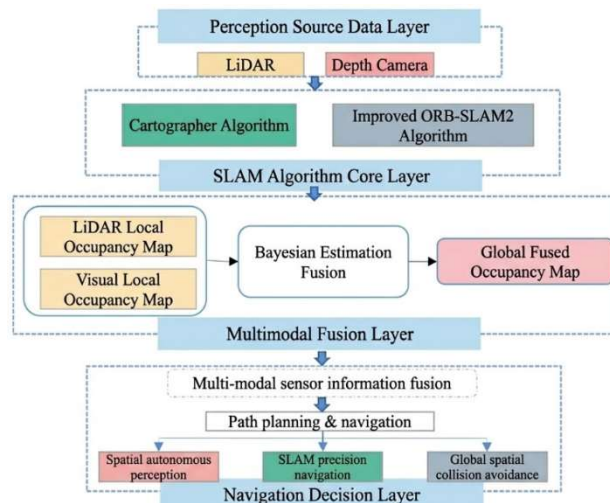 Perception Source Data Layer
LiDAR
Depth Camera
Cartographer Algorithm
Improved ORB-SLAM2
Algorithm
SLAM Algorithm Core Layer
LiDAR Local
Occupancy Map
Visual Local
Occupancy Map
Bayesian Estimation
Fusion
Global Fused
Occupancy Map
Multimodal Fusion Layer
Multi-modal sensor information fusion
Path planning & navigation
Spatial autonomous
perception
SLAM precision
navigation
Global spatial
collision avoidance
Navigation Decision Layer